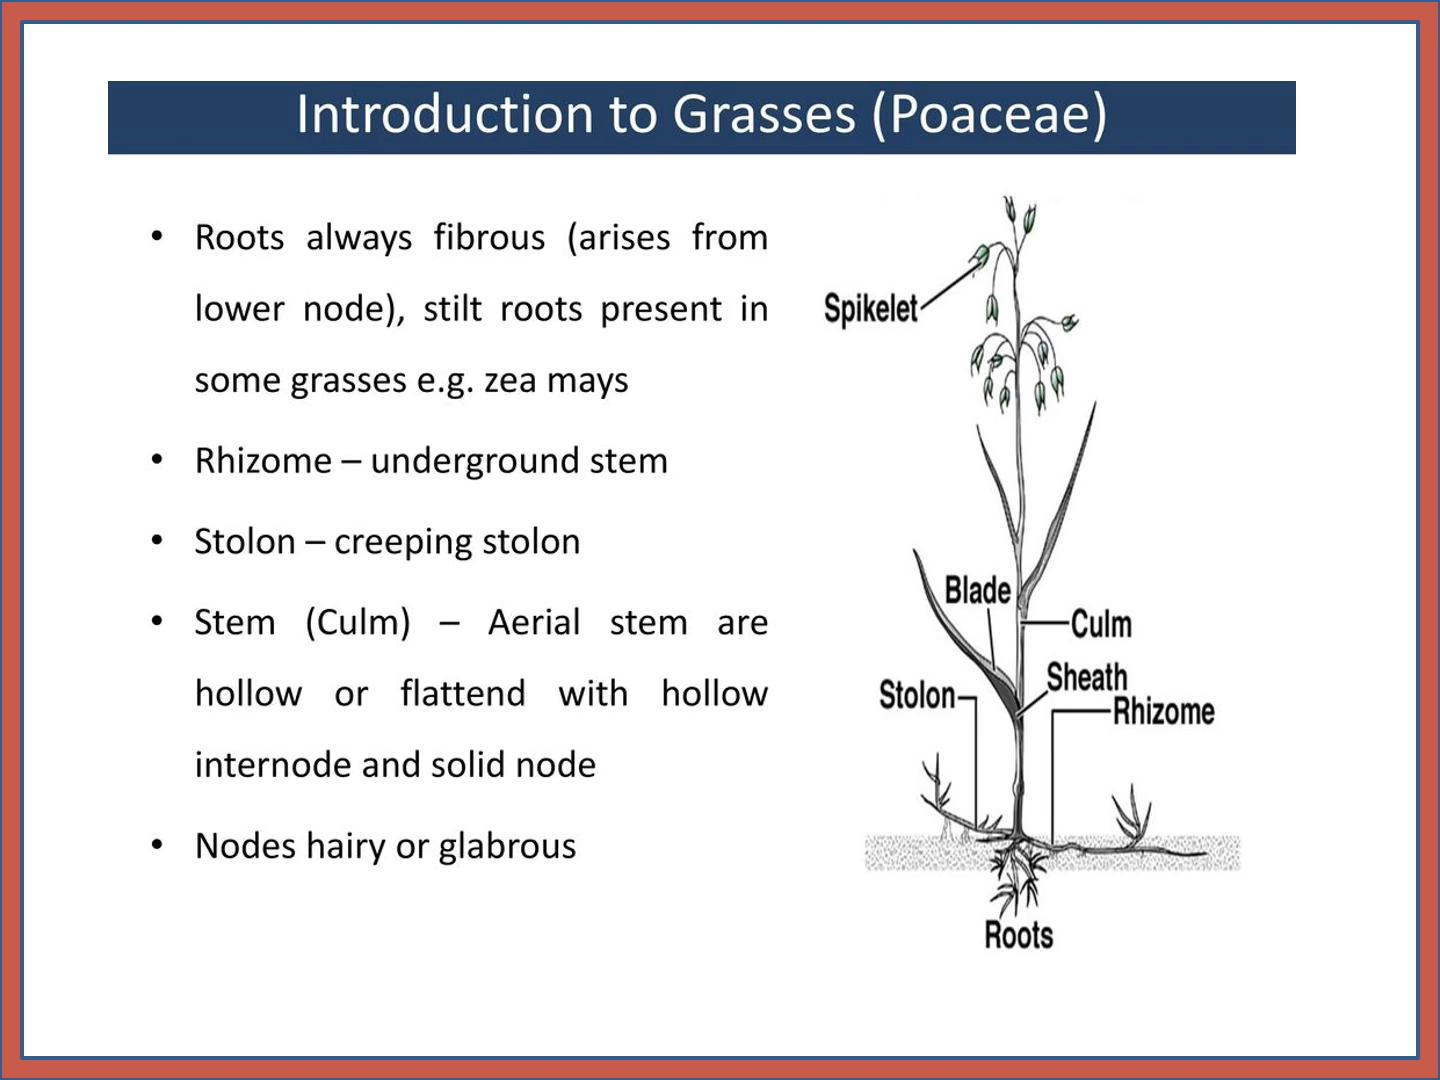 Introduction to Grasses (Poaceae)
• Roots always fibrous (arises from
lower node), stilt roots present in
some grasses e.g. zea mays
• Rhizome – underground stem
• Stolon – creeping stolon
• Stem (Culm) – Aerial stem are
hollow or flattend with hollow
internode and solid node
• Nodes hairy or glabrous
Spikelet
Blade
Culm
Sheath
Stolon
Rhizome
Roots